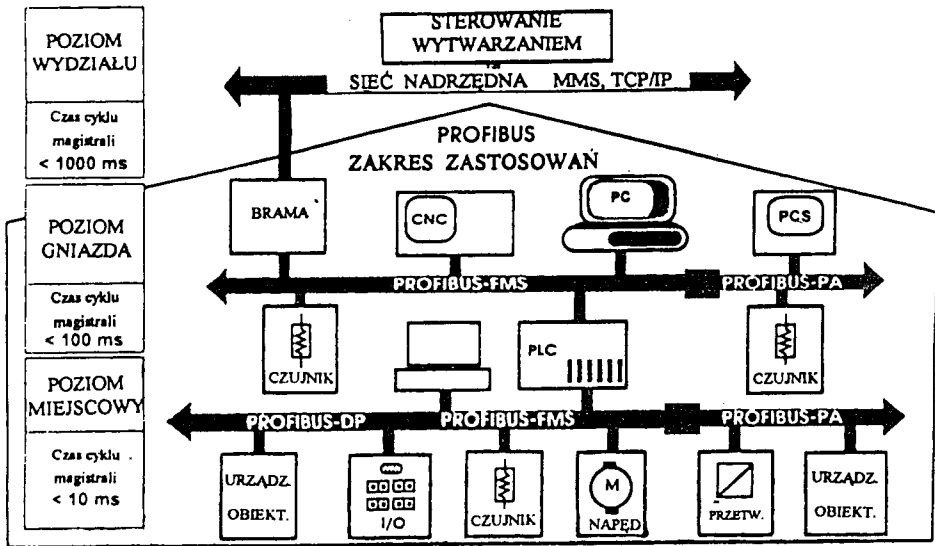 POZIOM
WYDZIAŁU
Czas cyklu
magistrali
< 1000 ms
STEROWANIE
WYTWARZANIEM
SIEĆ NADRZĘDNA MMS, TCP/IP
PROFIBUS
ZAKRES ZASTOSOWAŃ
POZIOM
GNIAZDA
Czas cyklu
magistrali
< 100 ms
BRAMA
CNC
PC
PCS
PROFIBUS-FMS
PROFIBUS-PA
CZUJNIK
PLC
CZUJNIK
POZIOM
MIEJSCOWY
Czas cyklu
magistrali
< 10 ms
PROFIBUS-DP
PROFIBUS-FMS
PROFIBUS-PA
URZĄDZ.
OBIEKT.
I/O
CZUJNIK
M
NAPĘD
PRZETW.
URZĄDZ.
OBIEKT.